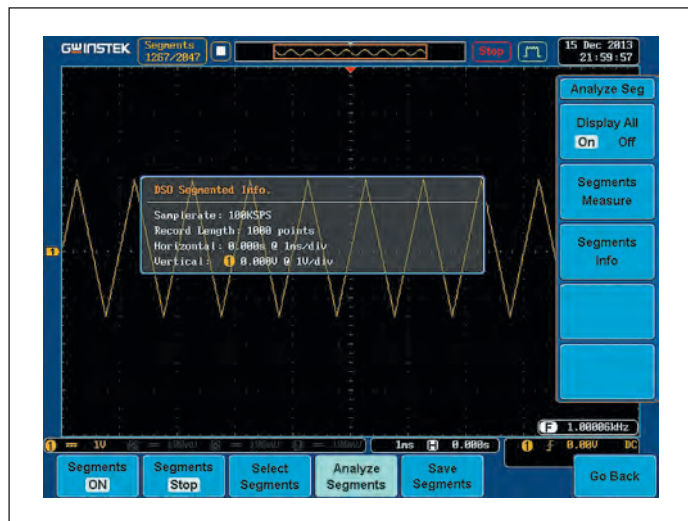 GWINSTEK Segments 1267/2047 Stop 15 Dec 2013 21:59:57
Analyze Seg
Display All
On Off
Segments Measure
Segments Info
DSO Segmented Info.
Samplerate: 100KSPS
Record Length: 1000 points
Horizontal: 0.000s @ 1ms/div
Vertical: 1 0.000V @ 1V/div
1
F 1.00006kHz
1 1V 1ms H 0.000s 1 0.00V DC
Segments ON
Segments Stop
Select Segments
Analyze Segments
Save Segments
Go Back